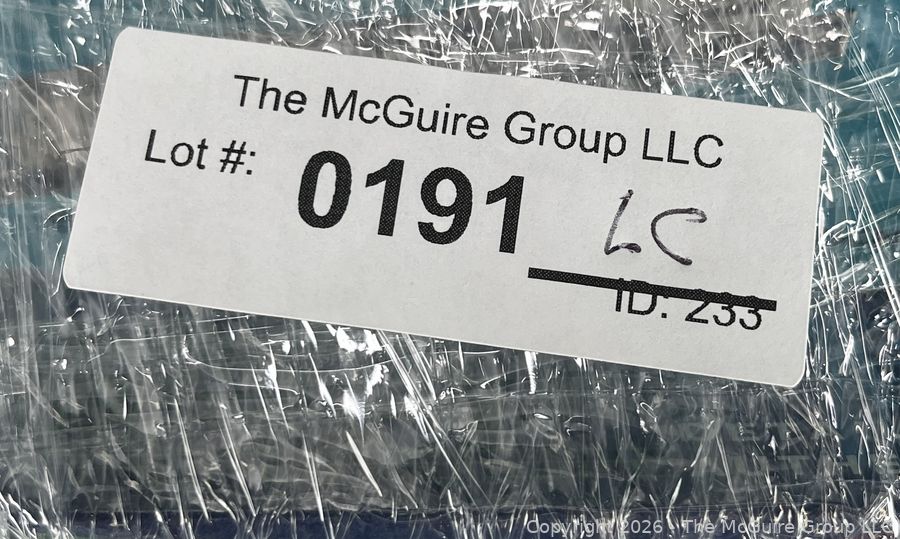 The McGuire Group LLC
Lot #: 0191 LC
ID: 233
Copyright 2026 - The McGuire Group LLC